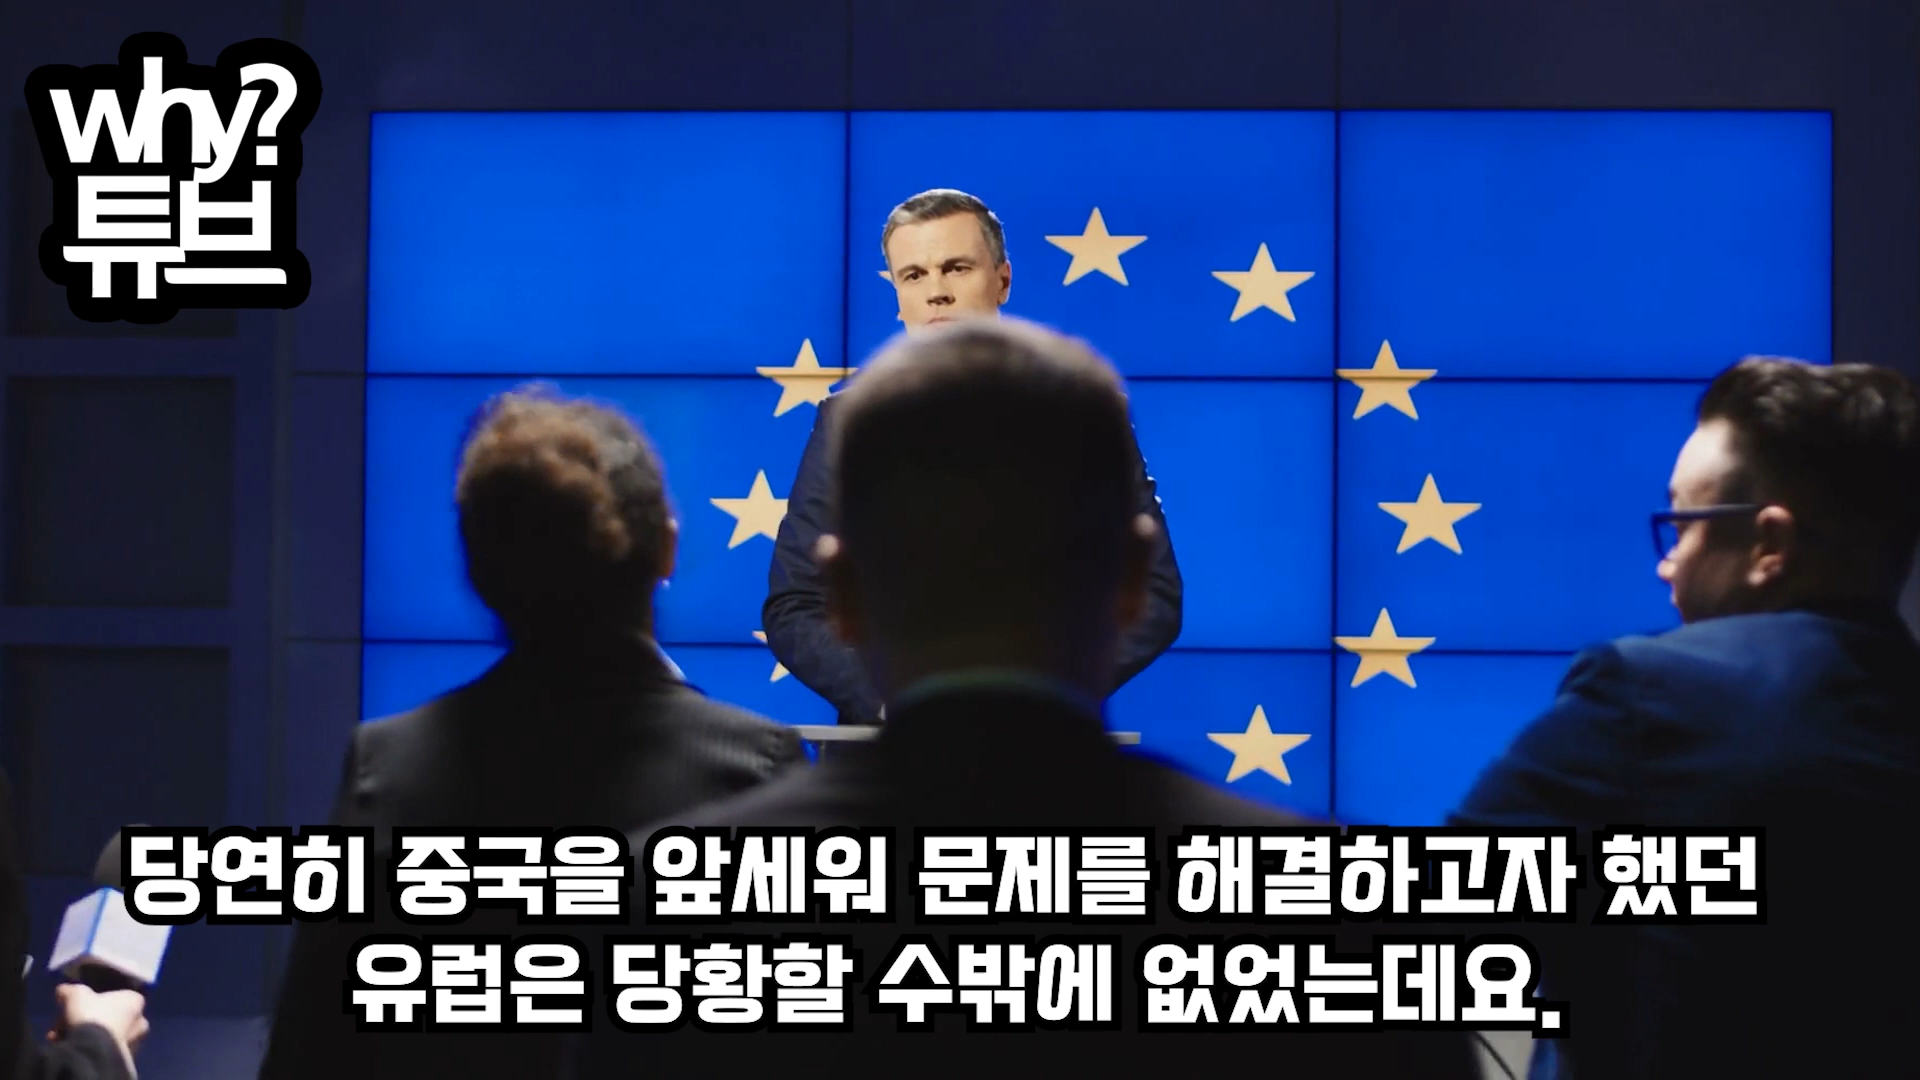 why?
튜브
당연히 중국을 앞세워 문제를 해결하고자 했던
유럽은 당황할 수밖에 없었는데요.